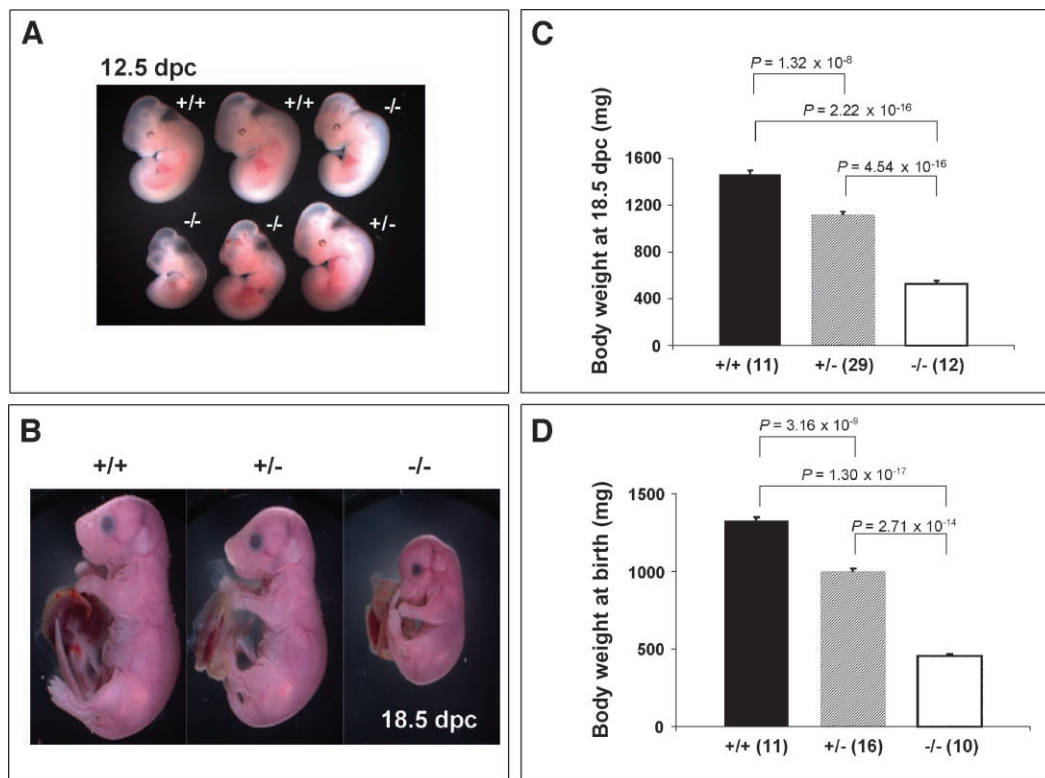 A
12.5 dpc
+/+ +/+ -/-
-/- -/- +/-
B
+/+ +/- -/-
18.5 dpc
C
P = 1.32 x 10-8
P = 2.22 x 10-16
P = 4.54 x 10-16
Body weight at 18.5 dpc (mg)
1600
1200
800
400
0
+/+ (11) +/- (29) -/- (12)
D
P = 3.16 x 10-9
P = 1.30 x 10-17
P = 2.71 x 10-14
Body weight at birth (mg)
1500
1000
500
0
+/+ (11) +/- (16) -/- (10)